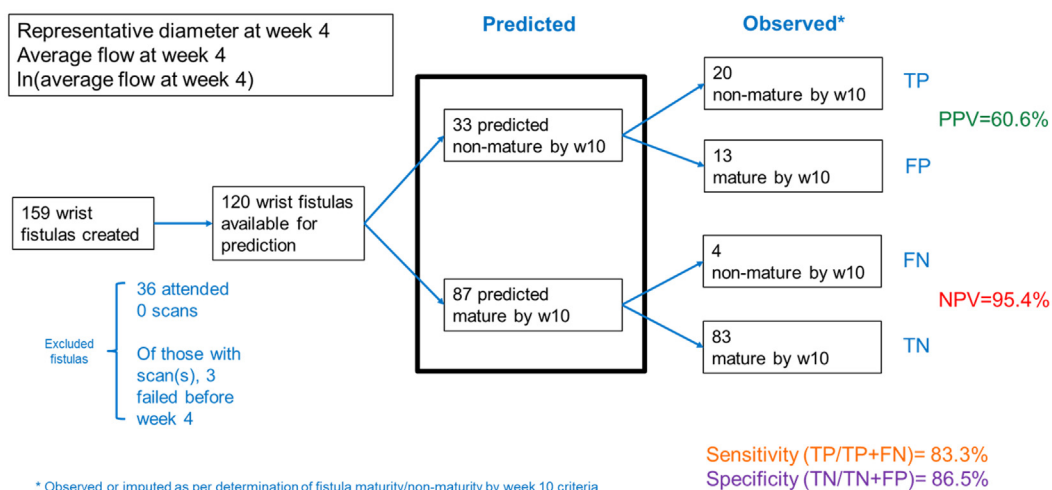 Representative diameter at week 4
Average flow at week 4
ln(average flow at week 4)
Predicted
Observed*
159 wrist
fistulas created
120 wrist fistulas
available for
prediction
33 predicted
non-mature by w10
87 predicted
mature by w10
20
non-mature by w10
TP
PPV=60.6%
13
mature by w10
FP
4
non-mature by w10
FN
NPV=95.4%
83
mature by w10
TN
Excluded
fistulas
36 attended
0 scans
Of those with
scan(s), 3
failed before
week 4
Sensitivity (TP/TP+FN)= 83.3%
Specificity (TN/TN+FP)= 86.5%
* Observed or imputed as per determination of fistula maturity/non-maturity by week 10 criteria